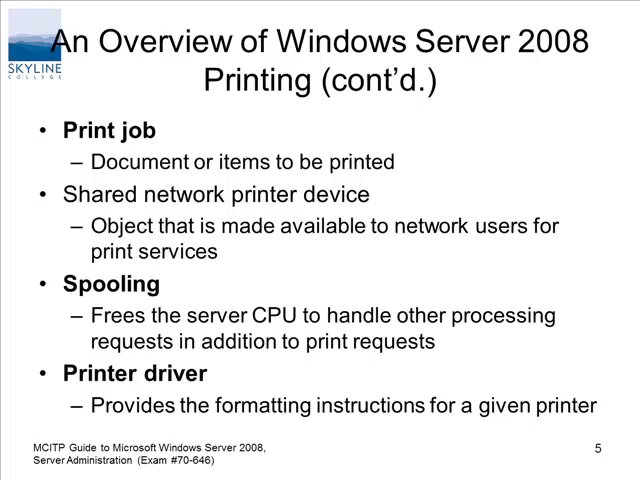 An Overview of Windows Server 2008
Printing (cont’d.)
SKYLINE
COLLEGE
• Print job
– Document or items to be printed
• Shared network printer device
– Object that is made available to network users for
print services
• Spooling
– Frees the server CPU to handle other processing
requests in addition to print requests
• Printer driver
– Provides the formatting instructions for a given printer
MCITP Guide to Microsoft Windows Server 2008,
Server Administration (Exam #70-646)
5